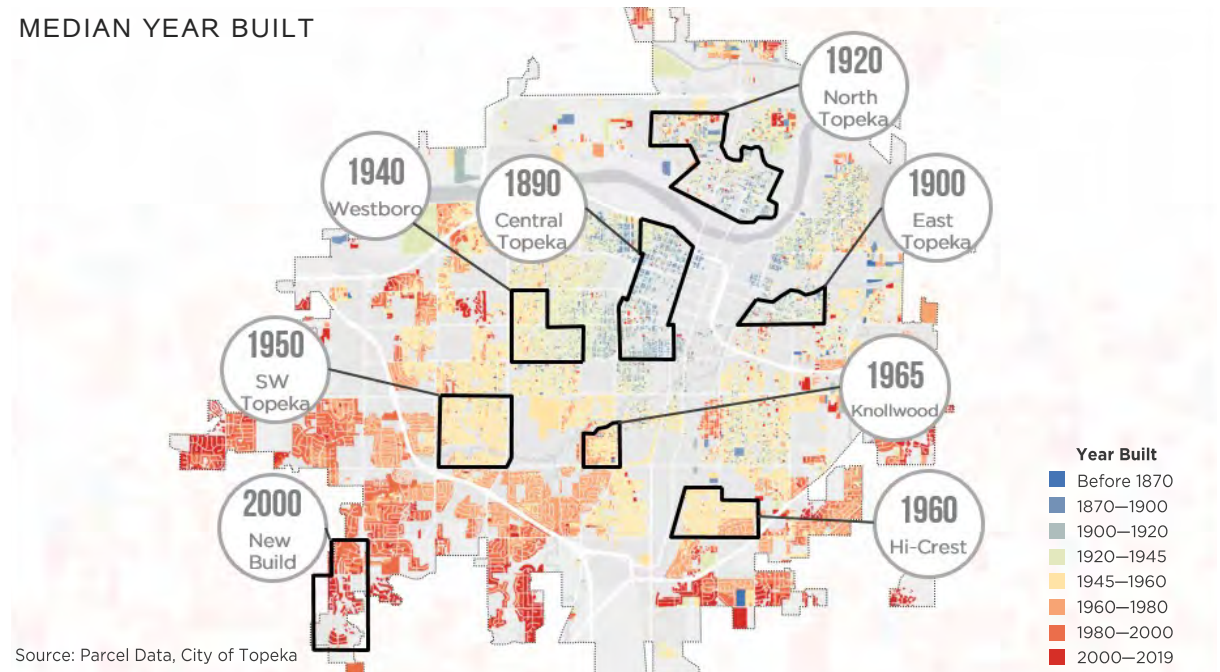 MEDIAN YEAR BUILT
1920
North
Topeka
1940
Westboro
1890
Central
Topeka
1900
East
Topeka
1950
SW
Topeka
1965
Knollwood
2000
New
Build
1960
Hi-Crest
Year Built
Before 1870
1870—1900
1900—1920
1920—1945
1945—1960
1960—1980
1980—2000
2000—2019
Source: Parcel Data, City of Topeka